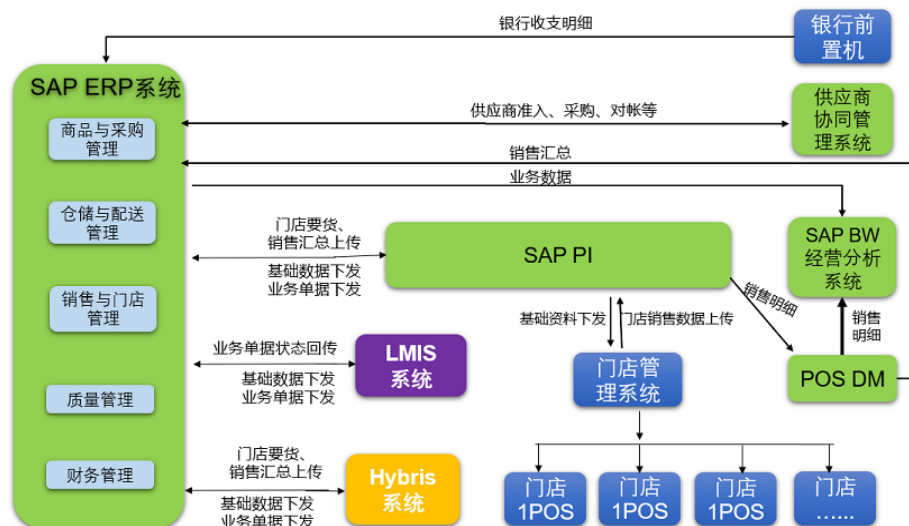 银行收支明细
银行前
置机
SAP ERP系统
供应商准入、采购、对帐等
供应商
协同管
理系统
商品与采购
管理
销售汇总
业务数据
仓储与配送
管理
门店要货、
销售汇总上传
基础数据下发
业务单据下发
SAP PI
SAP BW
经营分析
系统
销售与门店
管理
基础资料下发
门店销售数据上传
销售明细
销售
明细
业务单据状态回传
基础数据下发
业务单据下发
LMIS
系统
门店管
理系统
POS DM
质量管理
门店要货、
销售汇总上传
基础数据下发
业务单据下发
Hybris
系统
财务管理
门店
1POS
门店
1POS
门店
1POS
门店
……